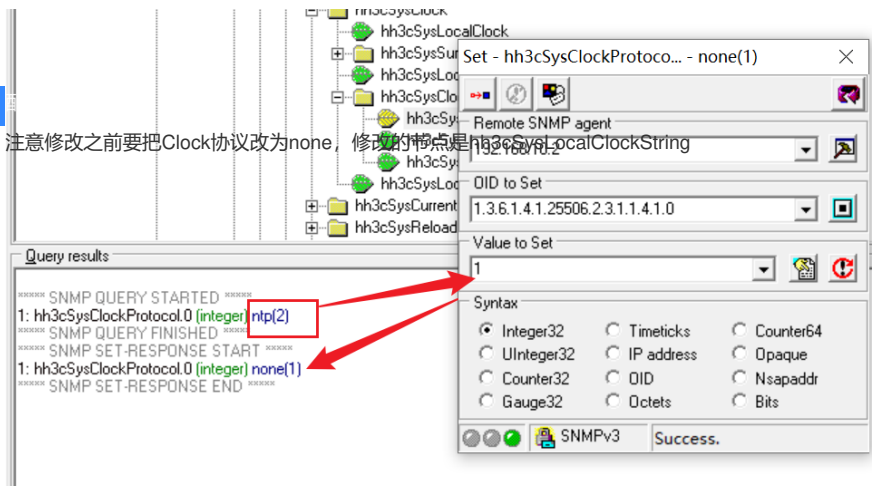 hh3cSysClock
hh3cSysLocalClock
hh3cSysSu
hh3cSysLoc
hh3cSysClo
hh3cSy
hh3cSy
hh3cSysLoc
hh3cSysCurrent
hh3cSysReload
注意修改之前要把Clock协议改为none，修改的节点是hh3cSysLocalClockString
Set - hh3cSysClockProtoco... - none(1)
Remote SNMP agent
OID to Set
1.3.6.1.4.1.25506.2.3.1.1.4.1.0
Value to Set
1
Syntax
Integer32 Timeticks Counter64
UInteger32 IP address Opaque
Counter32 OID Nsapaddr
Gauge32 Octets Bits
SNMPv3 Success.
Query results
***** SNMP QUERY STARTED *****
1: hh3cSysClockProtocol.0 (integer) ntp(2)
***** SNMP QUERY FINISHED *****
***** SNMP SET-RESPONSE START *****
1: hh3cSysClockProtocol.0 (integer) none(1)
***** SNMP SET-RESPONSE END *****